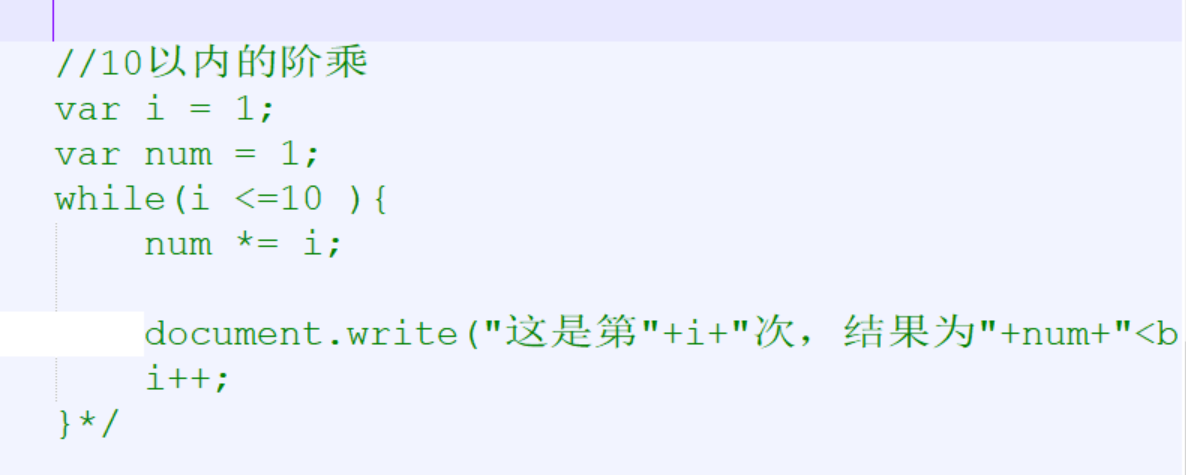 //10以内的阶乘
var i = 1;
var num = 1;
while(i <=10 ){
num *= i;
document.write("这是第"+i+"次，结果为"+num+"<b
i++;
}*/